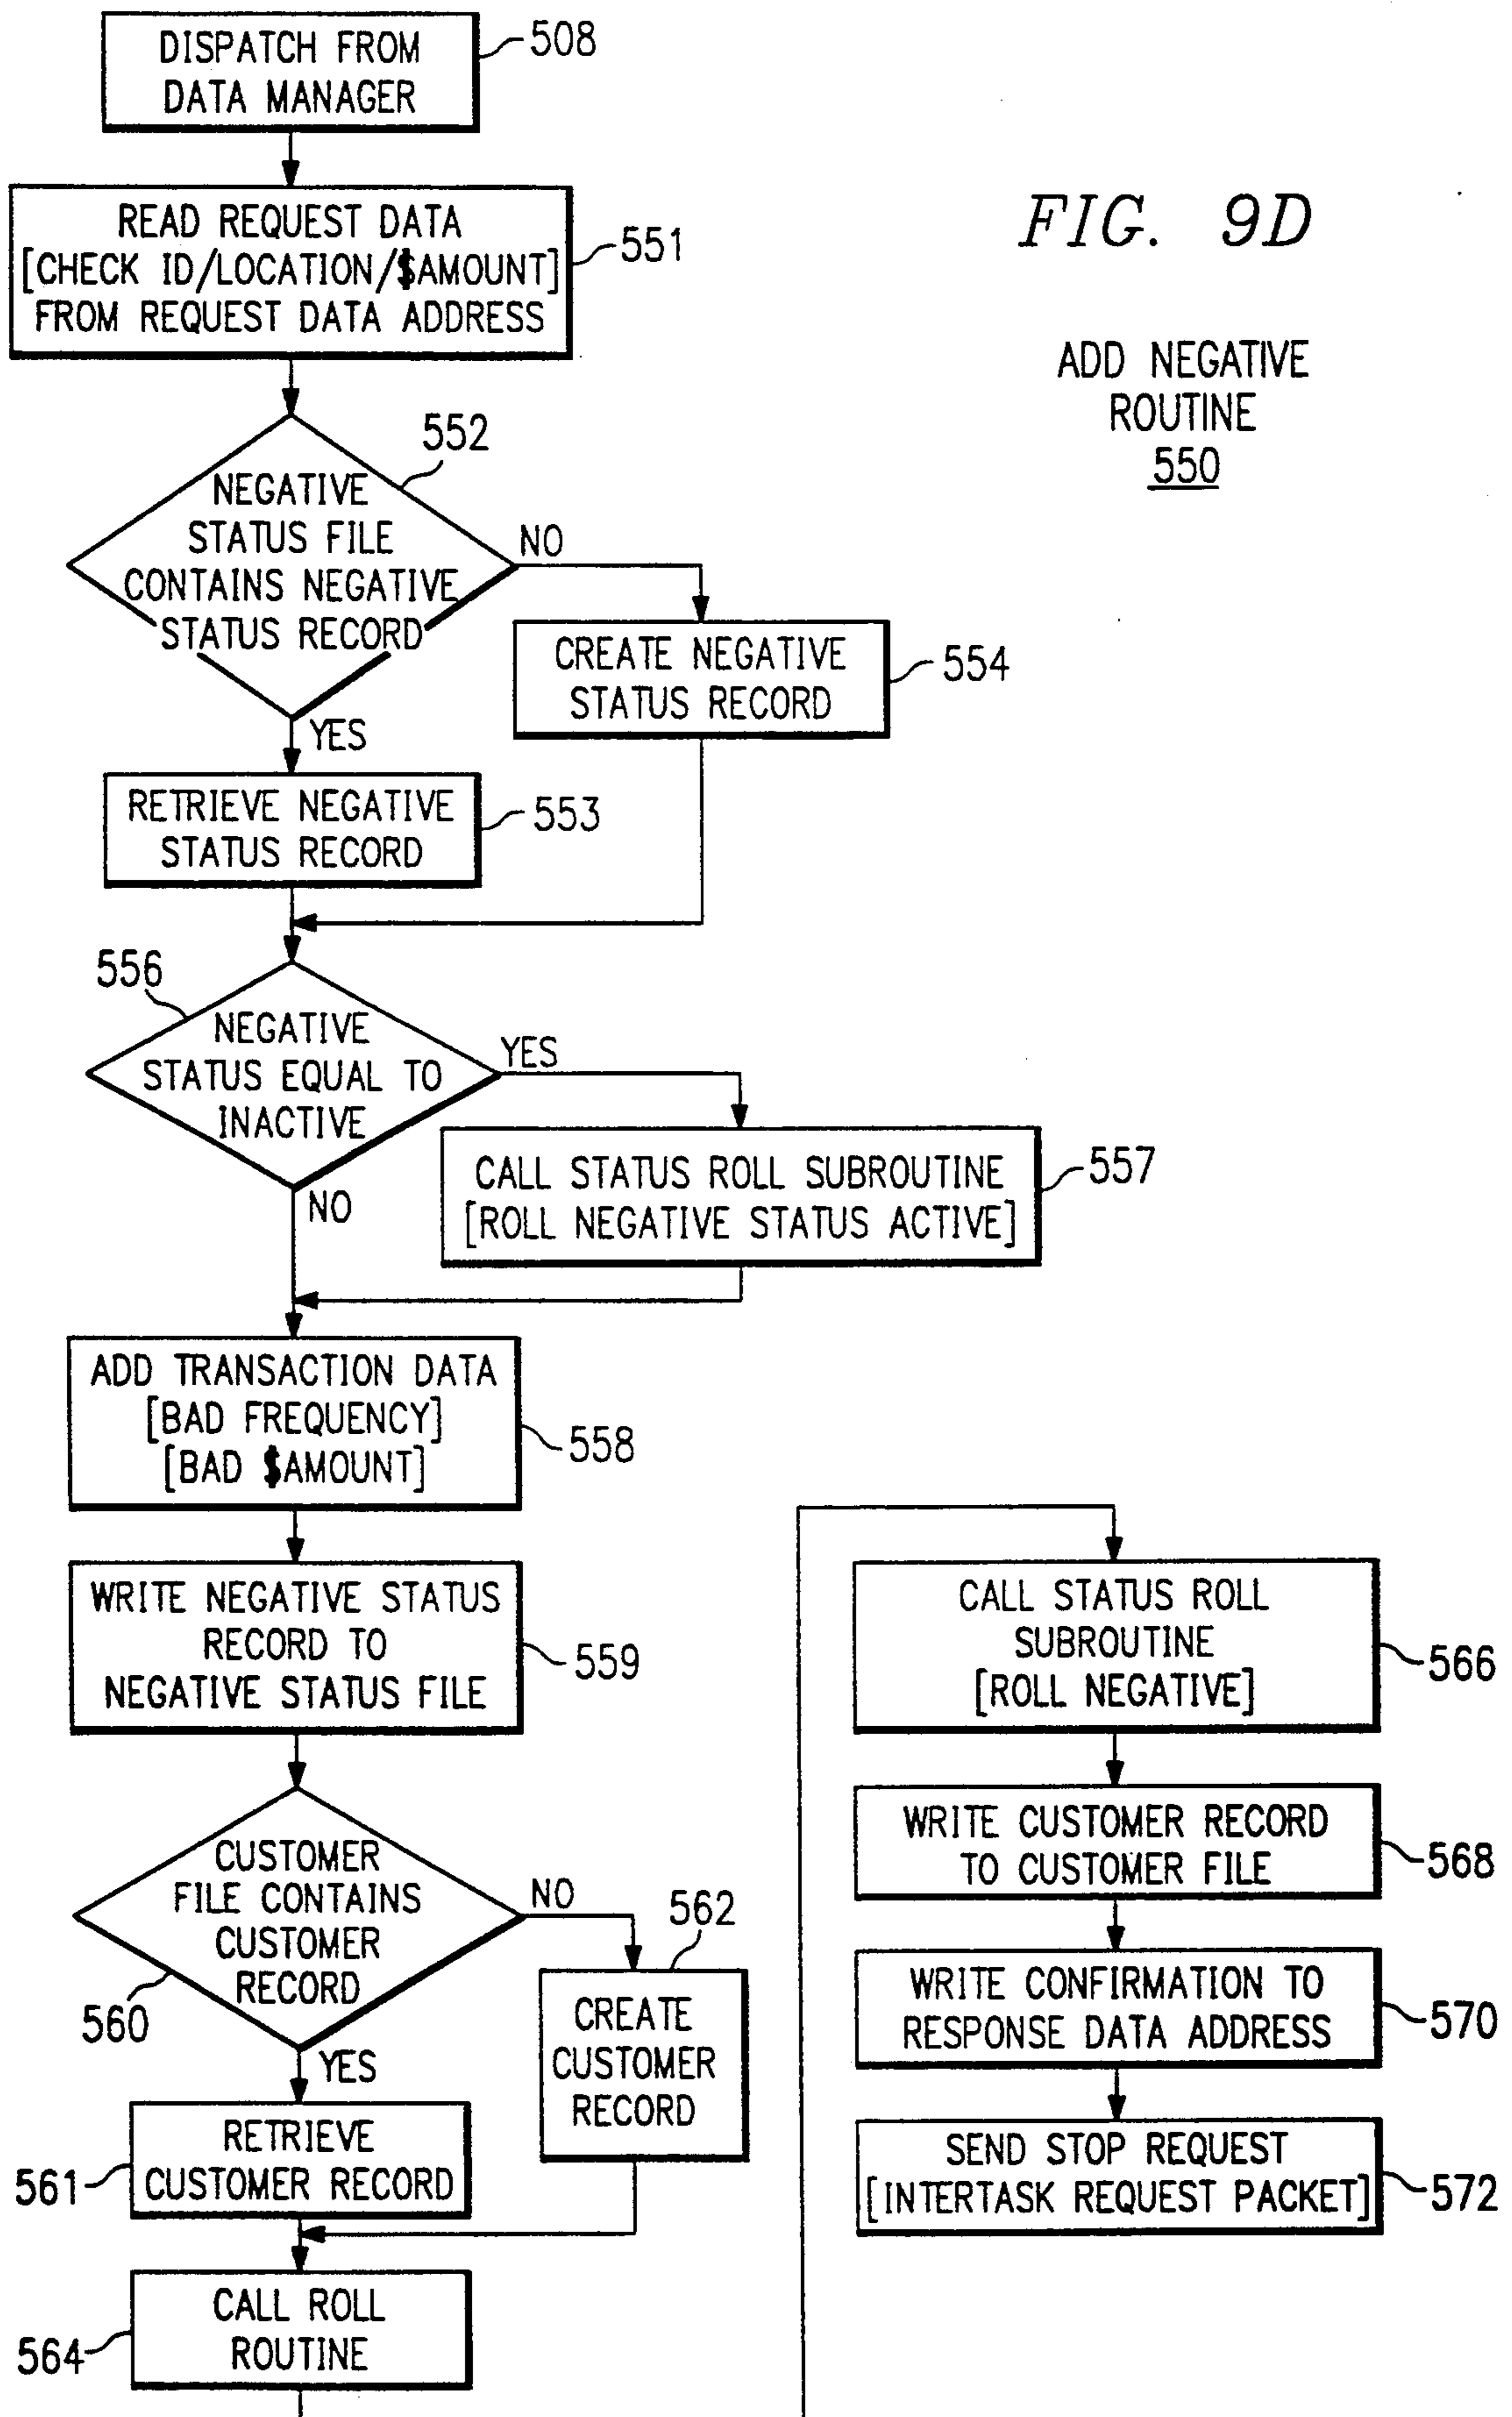 DISPATCH FROM
DATA MANAGER
508
READ REQUEST DATA
[CHECK ID/LOCATION/$AMOUNT]
FROM REQUEST DATA ADDRESS
551
FIG. 9D
ADD NEGATIVE
ROUTINE
550
552
NEGATIVE
STATUS FILE
CONTAINS NEGATIVE
STATUS RECORD
NO
YES
CREATE NEGATIVE
STATUS RECORD
554
RETRIEVE NEGATIVE
STATUS RECORD
553
556
NEGATIVE
STATUS EQUAL TO
INACTIVE
YES
NO
CALL STATUS ROLL SUBROUTINE
[ROLL NEGATIVE STATUS ACTIVE]
557
ADD TRANSACTION DATA
[BAD FREQUENCY]
[BAD $AMOUNT]
558
WRITE NEGATIVE STATUS
RECORD TO
NEGATIVE STATUS FILE
559
CUSTOMER
FILE CONTAINS
CUSTOMER
RECORD
560
NO
YES
562
CREATE
CUSTOMER
RECORD
RETRIEVE
CUSTOMER RECORD
561
CALL ROLL
ROUTINE
564
CALL STATUS ROLL
SUBROUTINE
[ROLL NEGATIVE]
566
WRITE CUSTOMER RECORD
TO CUSTOMER FILE
568
WRITE CONFIRMATION TO
RESPONSE DATA ADDRESS
570
SEND STOP REQUEST
[INTERTASK REQUEST PACKET]
572